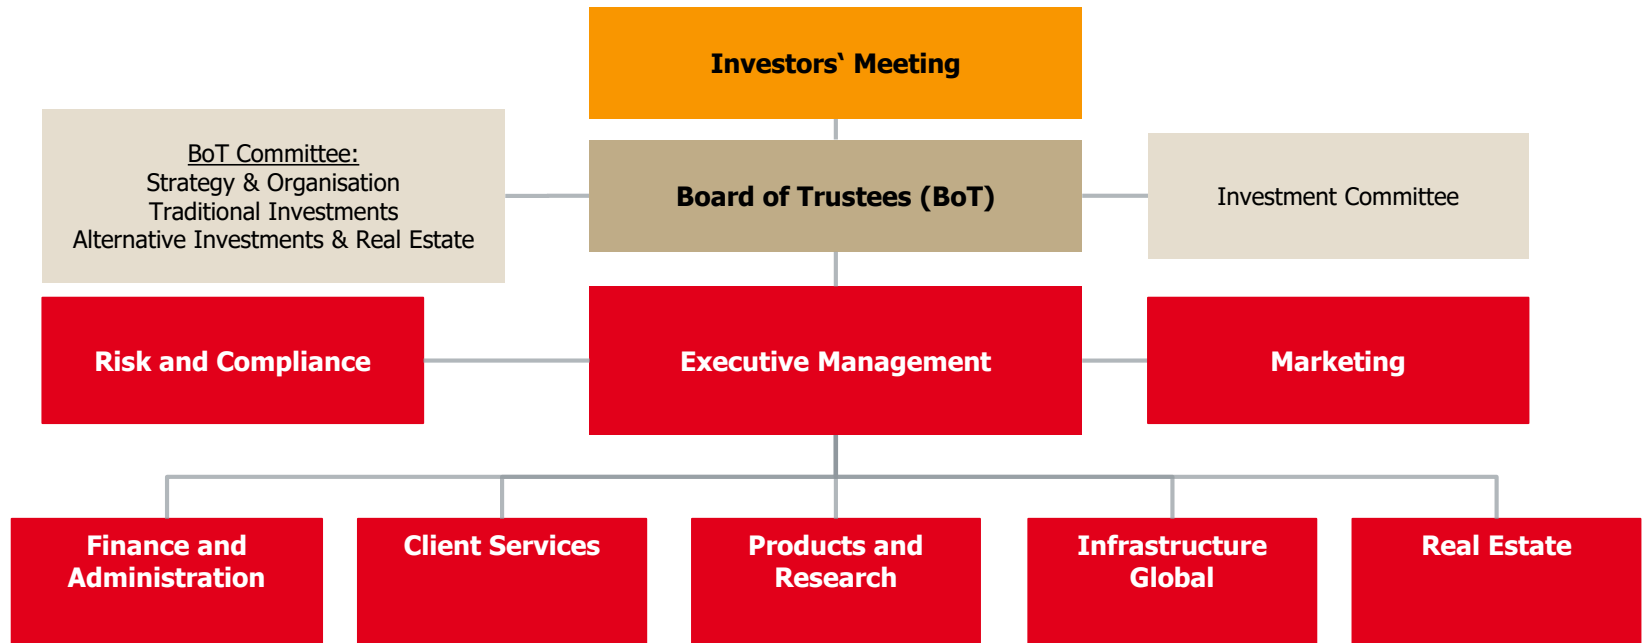 Investors‘ Meeting
BoT Committee:
Strategy & Organisation
Traditional Investments
Alternative Investments & Real Estate
Board of Trustees (BoT)
Investment Committee
Risk and Compliance
Executive Management
Marketing
Finance and
Administration
Client Services
Products and
Research
Infrastructure
Global
Real Estate